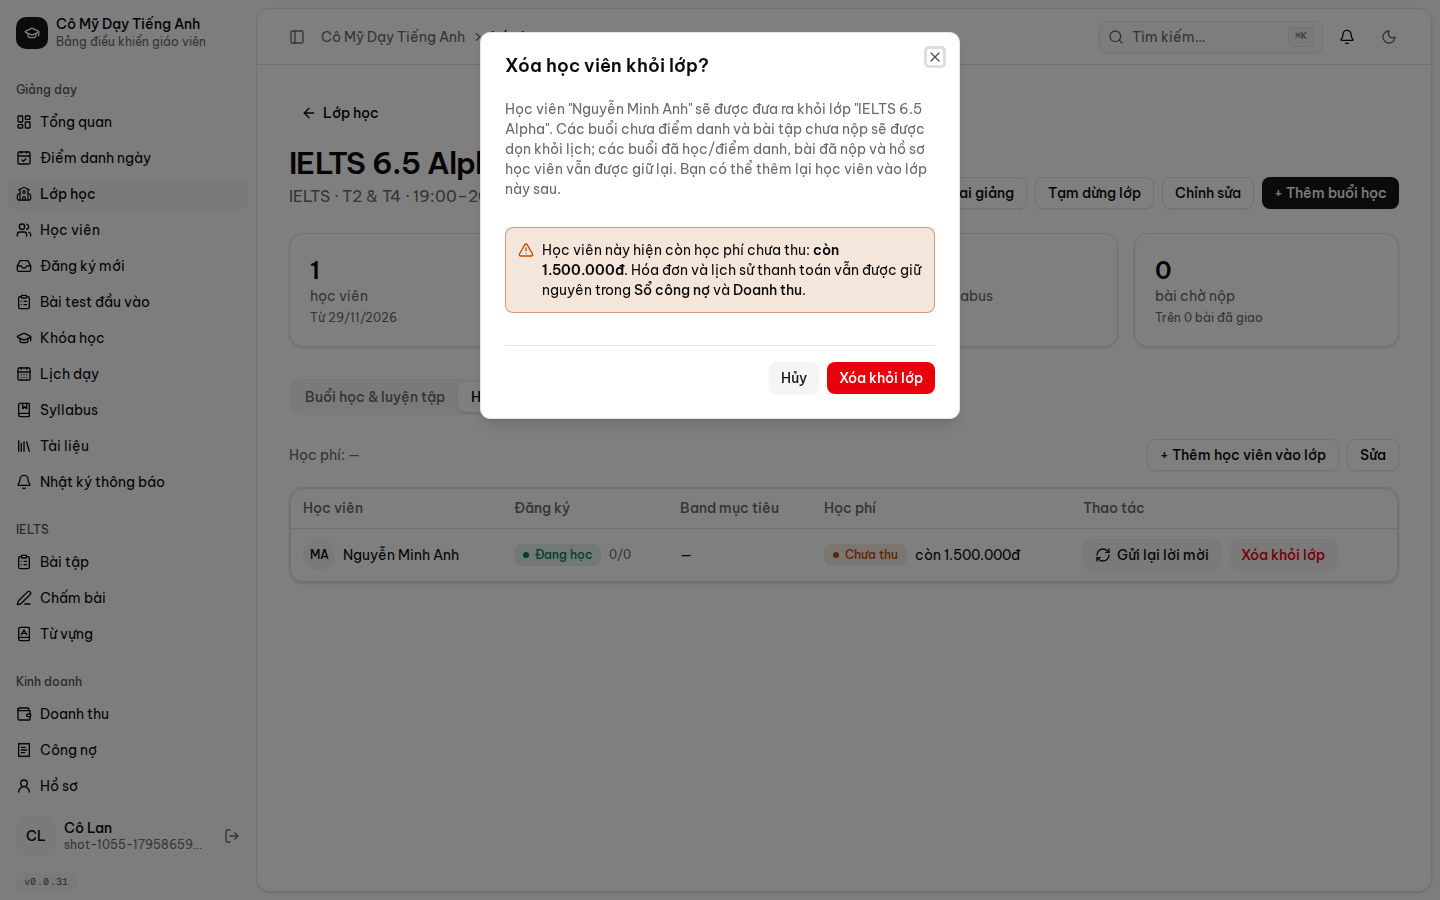 Cô Mỹ Dạy Tiếng Anh
Bảng điều khiển giáo viên
Giảng dạy
Tổng quan
Điểm danh ngày
Lớp học
Học viên
Đăng ký mới
Bài test đầu vào
Khóa học
Lịch dạy
Syllabus
Tài liệu
Nhật ký thông báo
IELTS
Bài tập
Chấm bài
Từ vựng
Kinh doanh
Doanh thu
Công nợ
Hồ sơ
CL
Cô Lan
shot-1055-17958659...
v0.0.31
Cô Mỹ Dạy Tiếng Anh
Tìm kiếm...
⌘K
Lớp học
IELTS 6.5 Alp
IELTS · T2 & T4 · 19:00–2
ai giảng
Tạm dừng lớp
Chỉnh sửa
+ Thêm buổi học
1
học viên
Từ 29/11/2026
abus
0
bài chờ nộp
Trên 0 bài đã giao
Buổi học & luyện tập
H
Học phí: —
+ Thêm học viên vào lớp
Sửa
Học viên Đăng ký Band mục tiêu Học phí Thao tác
MA Nguyễn Minh Anh Đang học 0/0 — Chưa thu còn 1.500.000đ Gửi lại lời mời Xóa khỏi lớp
Xóa học viên khỏi lớp?
Học viên "Nguyễn Minh Anh" sẽ được đưa ra khỏi lớp "IELTS 6.5
Alpha". Các buổi chưa điểm danh và bài tập chưa nộp sẽ được
dọn khỏi lịch; các buổi đã học/điểm danh, bài đã nộp và hồ sơ
học viên vẫn được giữ lại. Bạn có thể thêm lại học viên vào lớp
này sau.
Học viên này hiện còn học phí chưa thu: còn
1.500.000đ. Hóa đơn và lịch sử thanh toán vẫn được giữ
nguyên trong Sổ công nợ và Doanh thu.
Hủy
Xóa khỏi lớp